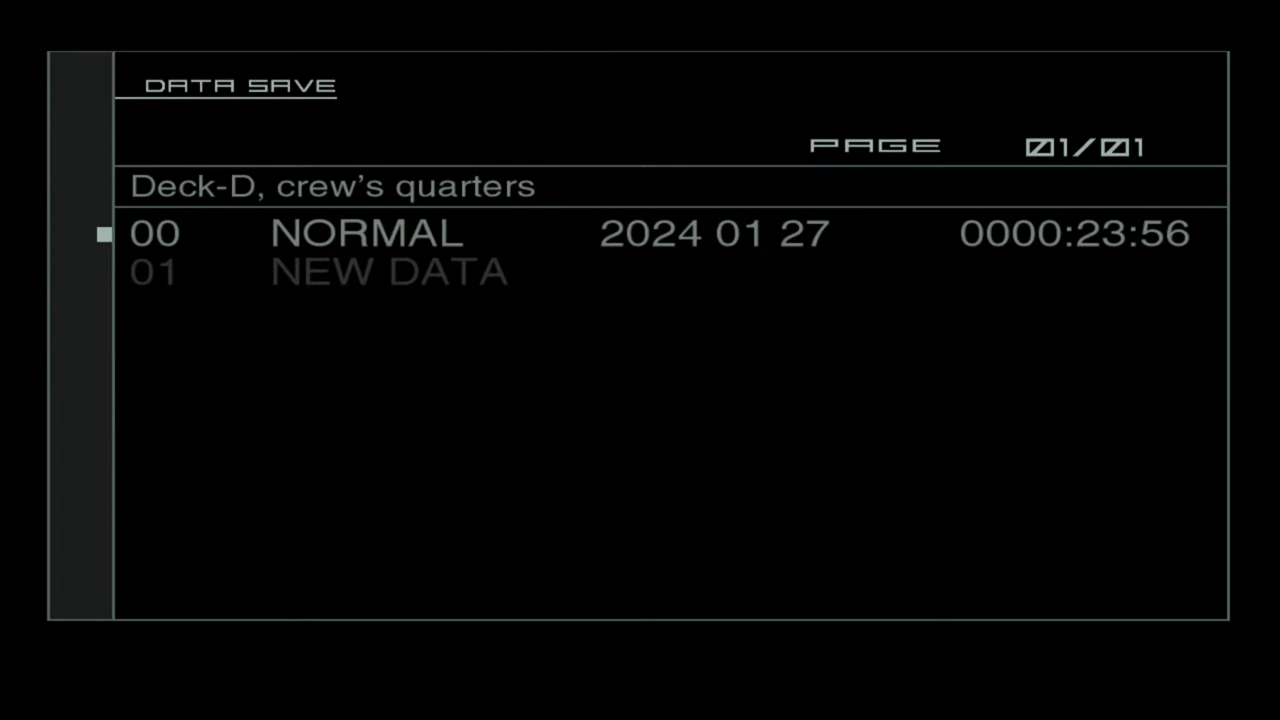 DATA SAVE
PAGE 01/01
Deck-D, crew's quarters
00 NORMAL 2024 01 27 0000:23:56
01 NEW DATA